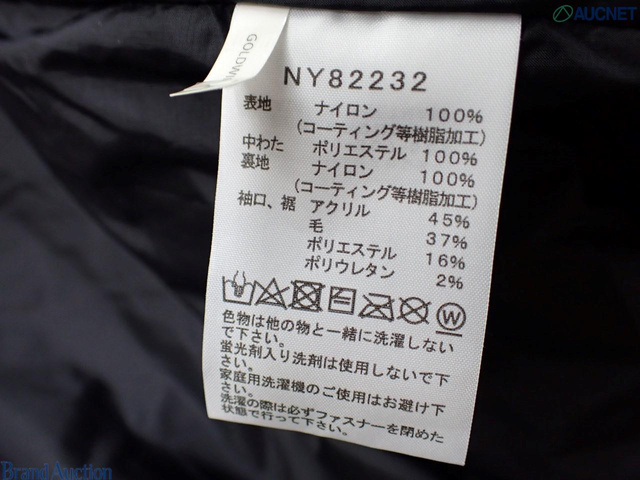 AUCNET
GOLDWI
NY82232
表地 ナイロン 100%
(コーティング等樹脂加工)
中わた ポリエステル 100%
裏地 ナイロン 100%
(コーティング等樹脂加工)
袖口、裾 アクリル 45%
毛 37%
ポリエステル 16%
ポリウレタン 2%
W
色物は他の物と一緒に洗濯しない
で下さい。
蛍光剤入り洗剤は使用しないで下
さい。
家庭用洗濯機のご使用はお避け下
さい。
洗濯の際は必ずファスナーを閉めた
状態で行って下さい。
Brand Auction